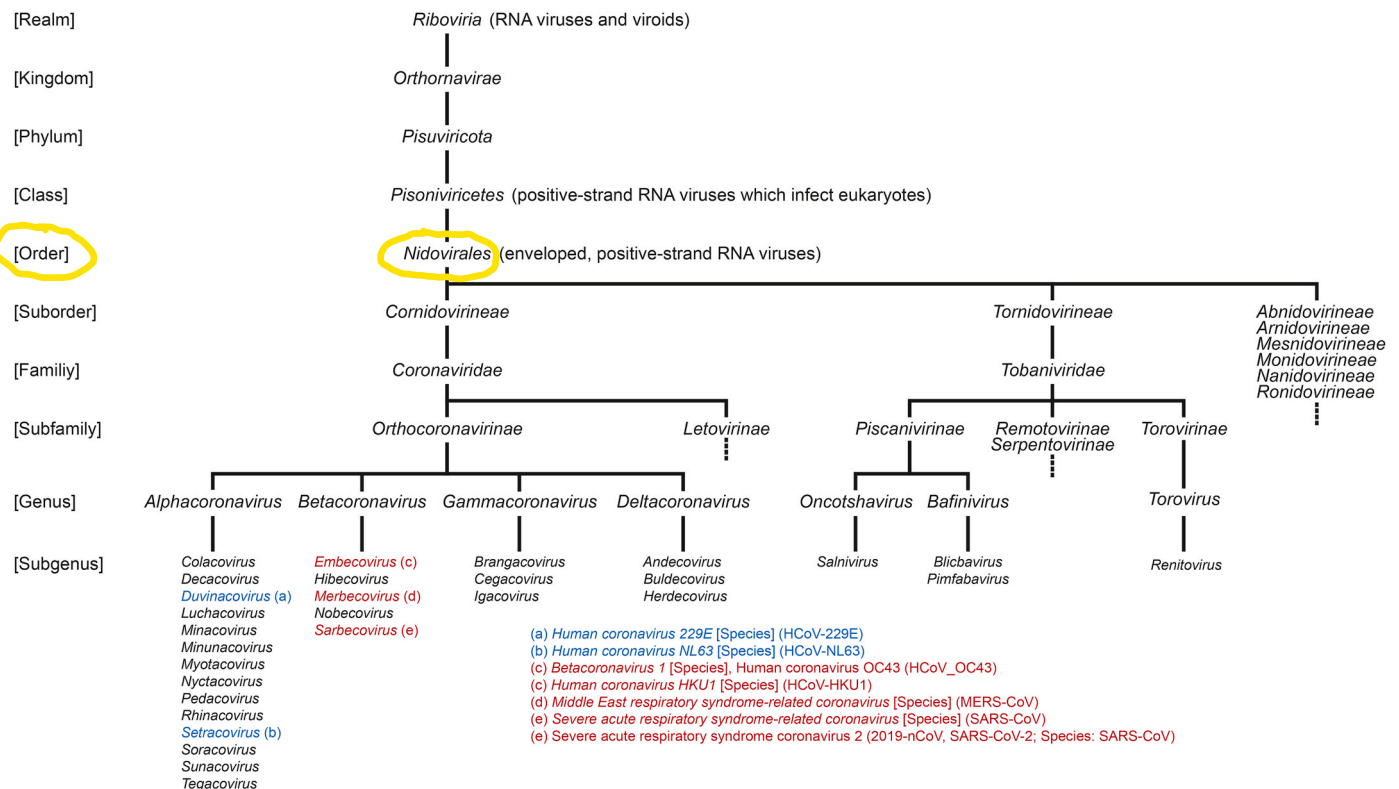 [Realm] Riboviria (RNA viruses and viroids)
[Kingdom] Orthornavirae
[Phylum] Pisuviricota
[Class] Pisoniviricetes (positive-strand RNA viruses which infect eukaryotes)
[Order] Nidovirales (enveloped, positive-strand RNA viruses)
[Suborder] Cornidovirineae Tornidovirineae Abnidovirineae
Arnidovirineae
Mesnidovirineae
Monidovirineae
Nanidovirineae
Ronidovirineae
[Familiy] Coronaviridae Tobaniviridae
[Subfamily] Orthocoronavirinae Letovirinae Piscanivirinae Remotovirinae Torovirinae
Serpentovirinae
[Genus] Alphacoronavirus Betacoronavirus Gammacoronavirus Deltacoronavirus Oncotshavirus Bafinivirus Torovirus
[Subgenus] Colacovirus Embecovirus (c) Brangacovirus Andecovirus Salnivirus Blicbavirus Renitovirus
Decacovirus Hibecovirus Cegacovirus Buldecovirus Pimfabavirus
Duvinacovirus (a) Merbecovirus (d) Igacovirus Herdecovirus
Luchacovirus Nobecovirus
Minacovirus Sarbecovirus (e)
Minunacovirus
Myotacovirus
Nyctacovirus
Pedacovirus
Rhinacovirus
Setracovirus (b)
Soracovirus
Sunacovirus
Tegacovirus
(a) Human coronavirus 229E [Species] (HCoV-229E)
(b) Human coronavirus NL63 [Species] (HCoV-NL63)
(c) Betacoronavirus 1 [Species], Human coronavirus OC43 (HCoV_OC43)
(c) Human coronavirus HKU1 [Species] (HCoV-HKU1)
(d) Middle East respiratory syndrome-related coronavirus [Species] (MERS-CoV)
(e) Severe acute respiratory syndrome-related coronavirus [Species] (SARS-CoV)
(e) Severe acute respiratory syndrome coronavirus 2 (2019-nCoV, SARS-CoV-2; Species: SARS-CoV)